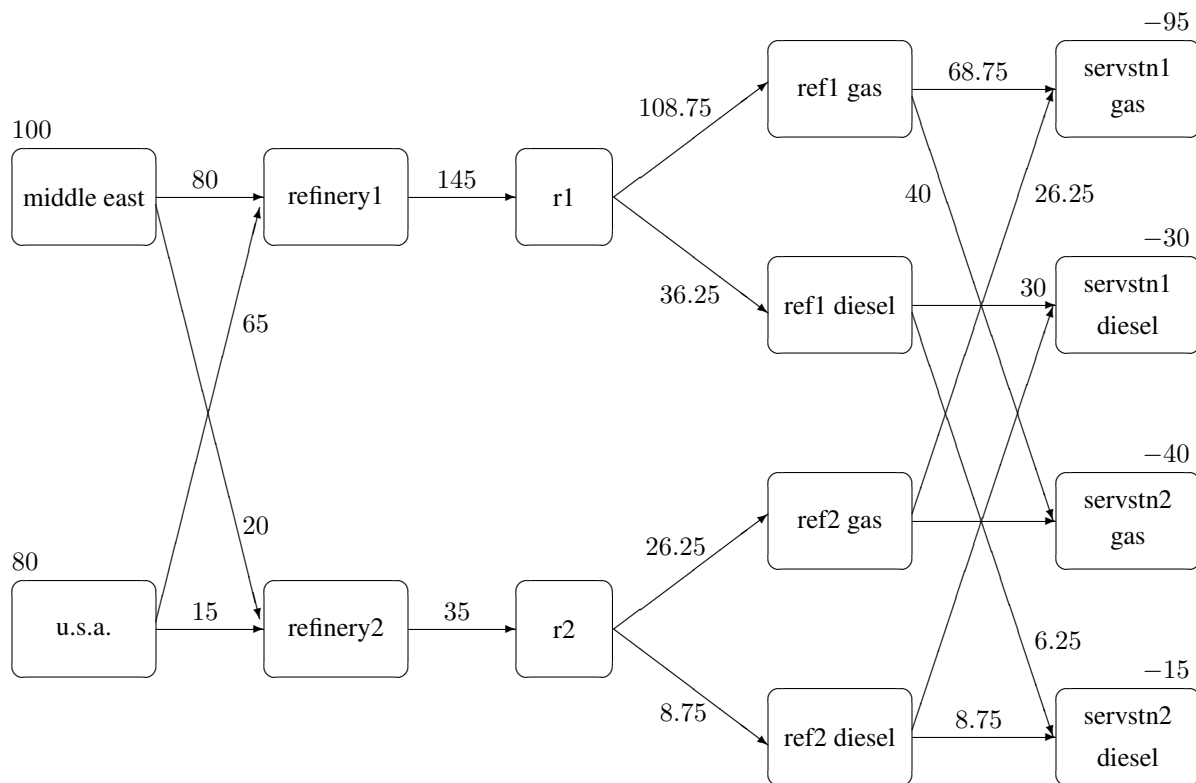 −95
68.75
ref1 gas
servstn1
gas
108.75
100
middle east
80
refinery1
145
r1
40
26.25
−30
36.25
ref1 diesel
30
servstn1
diesel
65
−40
ref2 gas
servstn2
gas
20
26.25
80
u.s.a.
15
refinery2
35
r2
6.25
−15
8.75
ref2 diesel
8.75
servstn2
diesel